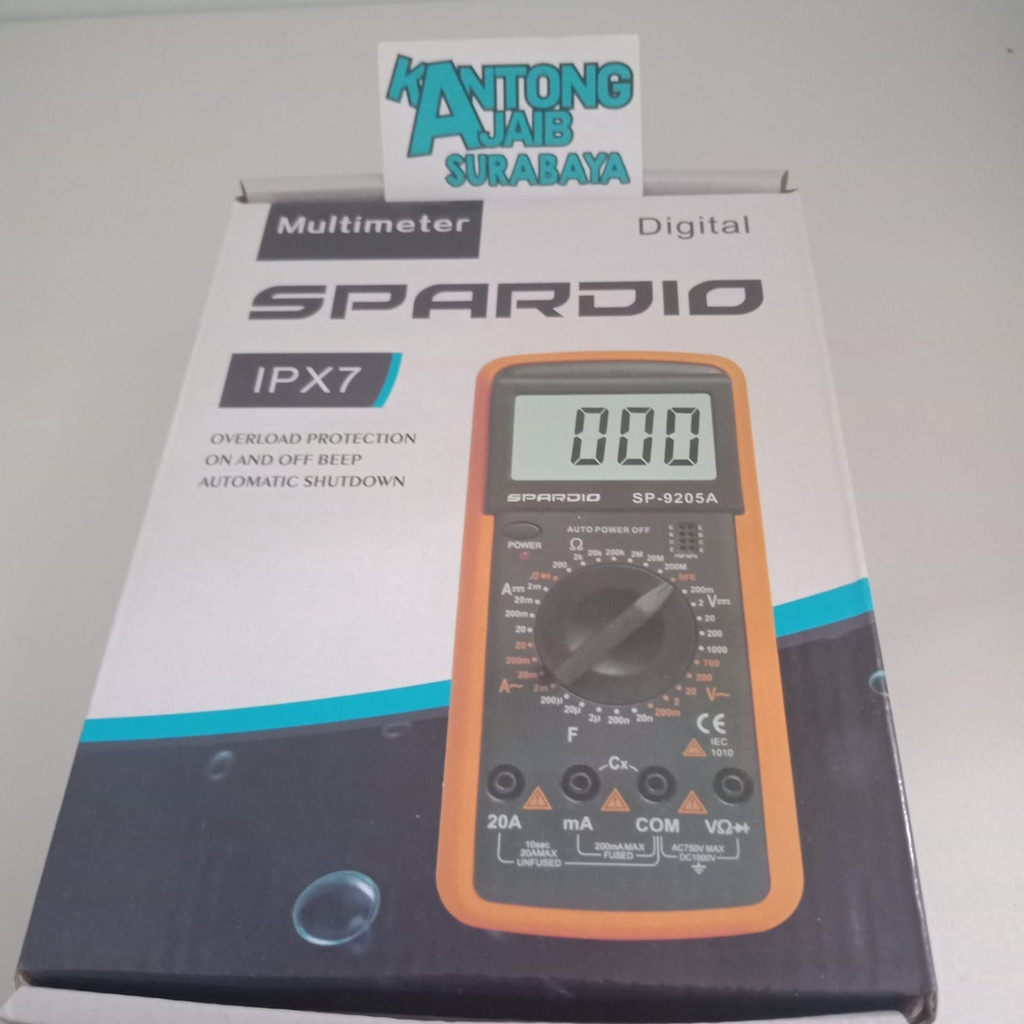 KANTONG
AJAIB
SURABAYA
Multimeter
Digital
SPARDIO
IPX7
OVERLOAD PROTECTION
ON AND OFF BEEP
AUTOMATIC SHUTDOWN
000
SPARDIO SP-9205A
AUTO POWER OFF
POWER
Ω
200 2k 20k 200k 2M 20M 200M
hFE
A⎓ 2m 20m 200m 20
20 200m 20m 2m A~
200m 2 20 200 1000 V⎓
700 200 20 2 200m V~
200µ 20µ 2µ 200n 20n
F
CE
IEC
1010
Cx
20A mA COM VΩ
10sec
20AMAX
UNFUSED
200mA MAX
FUSED
AC750V MAX
DC1000V